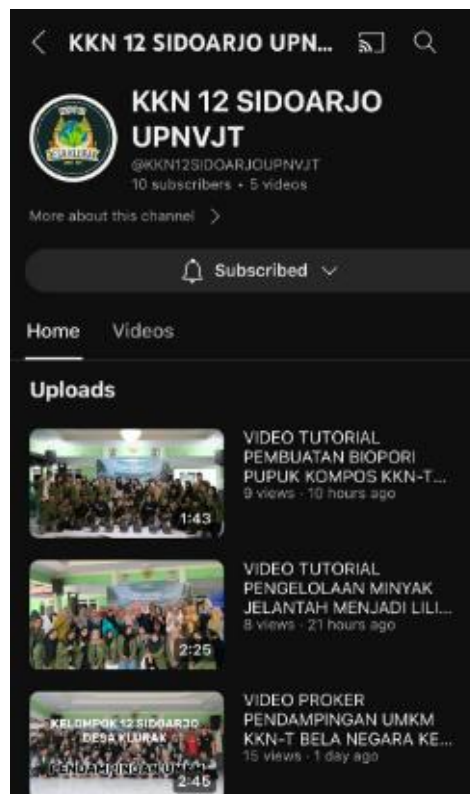 KKN 12 SIDOARJO UPN...
KKN 12 SIDOARJO
UPNVJT
@KKN12SIDOARJOUPNVJT
10 subscribers • 5 videos
More about this channel
Subscribed
Home Videos
Uploads
VIDEO TUTORIAL
PEMBUATAN BIOPORI
PUPUK KOMPOS KKN-T...
9 views · 10 hours ago
1:43
VIDEO TUTORIAL
PENGELOLAAN MINYAK
JELANTAH MENJADI LILI...
8 views · 21 hours ago
2:25
VIDEO PROKER
PENDAMPINGAN UMKM
KKN-T BELA NEGARA KE...
15 views · 1 day ago
KELOMPOK 12 SIDOARJO
DESA KLURAK
PENDAMPINGAN UMKM
2:45